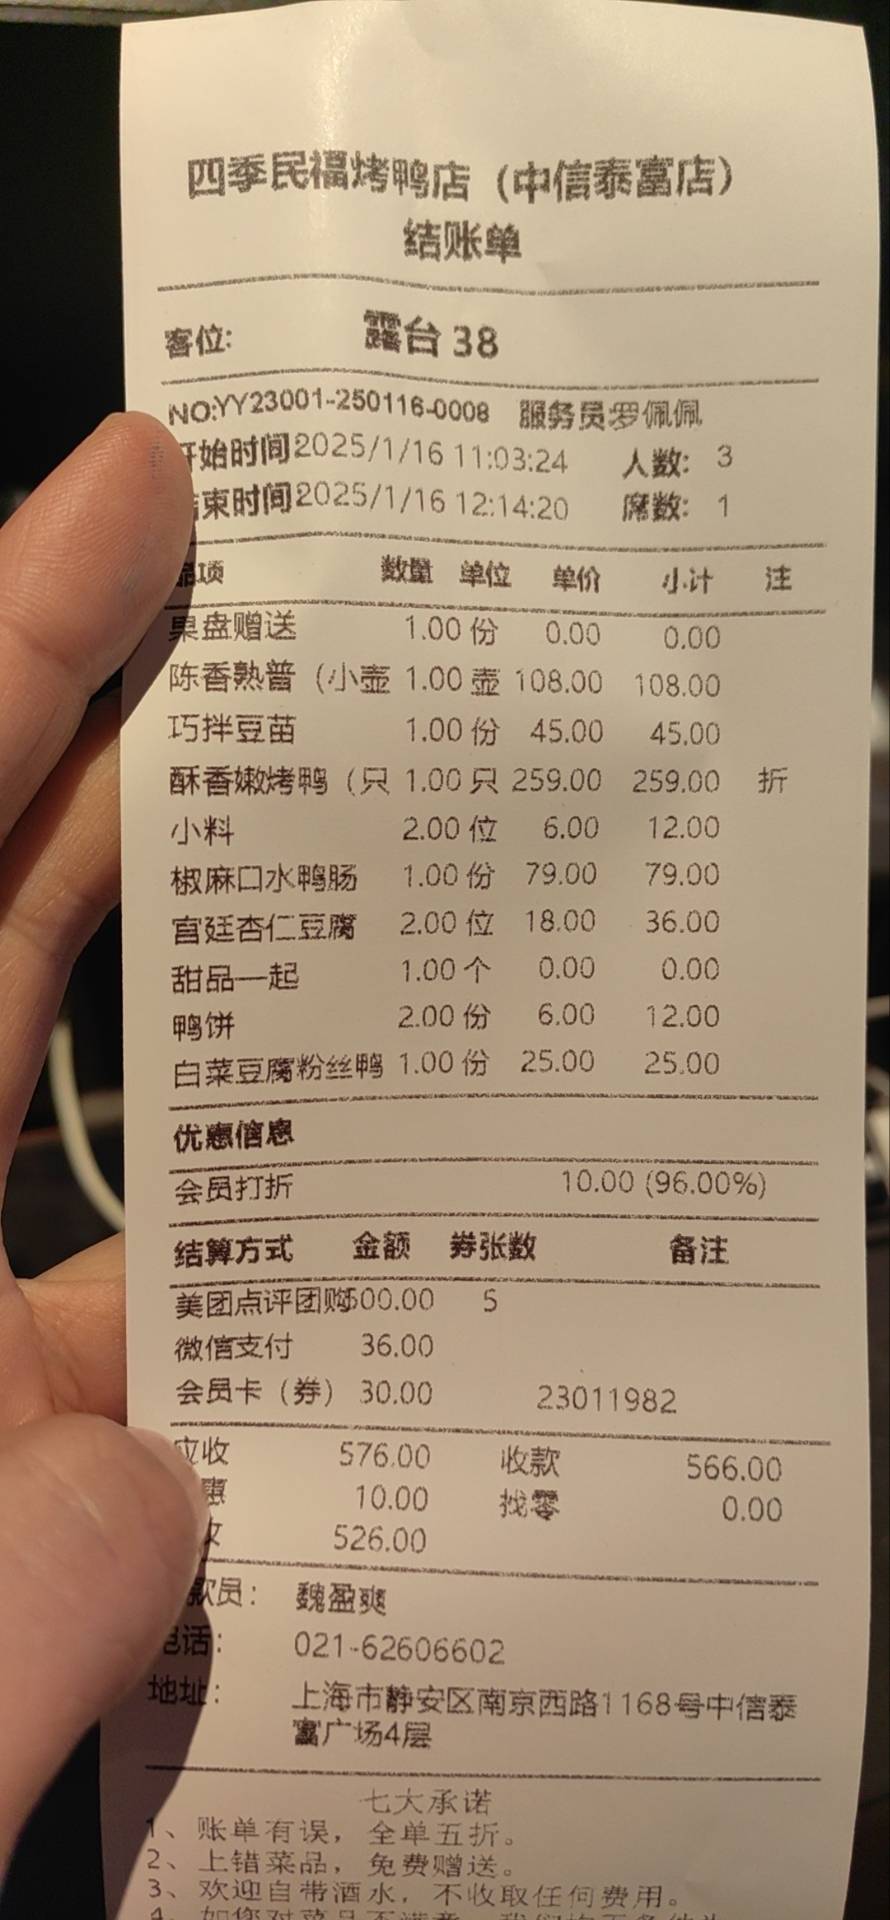 四季民福烤鸭店（中信泰富店）
结账单
客位: 露台 38
NO:YY23001-250116-0008 服务员罗佩佩
开始时间2025/1/16 11:03:24 人数: 3
结束时间2025/1/16 12:14:20 席数: 1
品项 数量 单位 单价 小计 注
果盘赠送 1.00 份 0.00 0.00
陈香熟普（小壶 1.00 壶 108.00 108.00
巧拌豆苗 1.00 份 45.00 45.00
酥香嫩烤鸭（只 1.00 只 259.00 259.00 折
小料 2.00 位 6.00 12.00
椒麻口水鸭肠 1.00 份 79.00 79.00
宫廷杏仁豆腐 2.00 位 18.00 36.00
甜品一起 1.00 个 0.00 0.00
鸭饼 2.00 份 6.00 12.00
白菜豆腐粉丝鸭 1.00 份 25.00 25.00
优惠信息
会员打折 10.00 (96.00%)
结算方式 金额 券张数 备注
美团点评团购500.00 5
微信支付 36.00
会员卡（券） 30.00 23011982
应收 576.00 收款 566.00
惠 10.00 找零 0.00
收 526.00
款员: 魏盈爽
电话: 021-62606602
地址: 上海市静安区南京西路1168号中信泰
富广场4层
七大承诺
1、账单有误，全单五折。
2、上错菜品，免费赠送。
3、欢迎自带酒水，不收取任何费用。